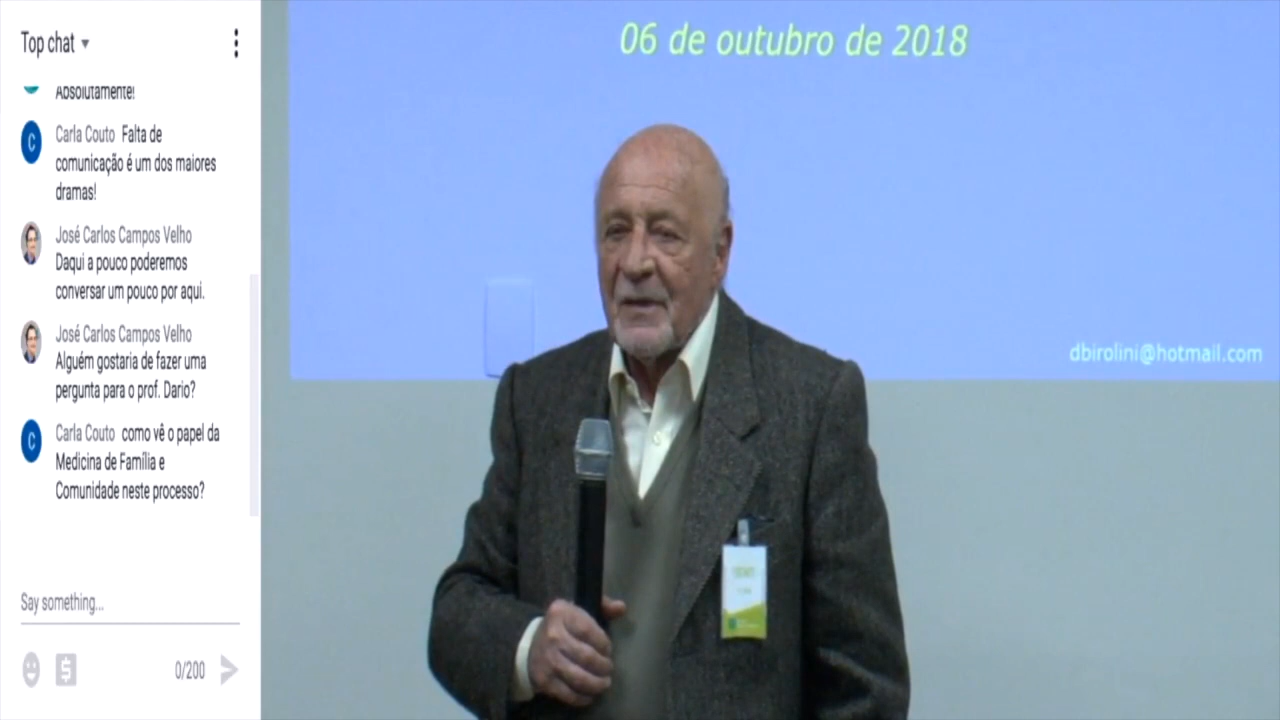 Top chat
Absolutamente!
Carla Couto Falta de
comunicação é um dos maiores
dramas!
José Carlos Campos Velho
Daqui a pouco poderemos
conversar um pouco por aqui.
José Carlos Campos Velho
Alguém gostaria de fazer uma
pergunta para o prof. Dario?
Carla Couto como vê o papel da
Medicina de Família e
Comunidade neste processo?
Say something...
0/200
06 de outubro de 2018
dbirolini@hotmail.com